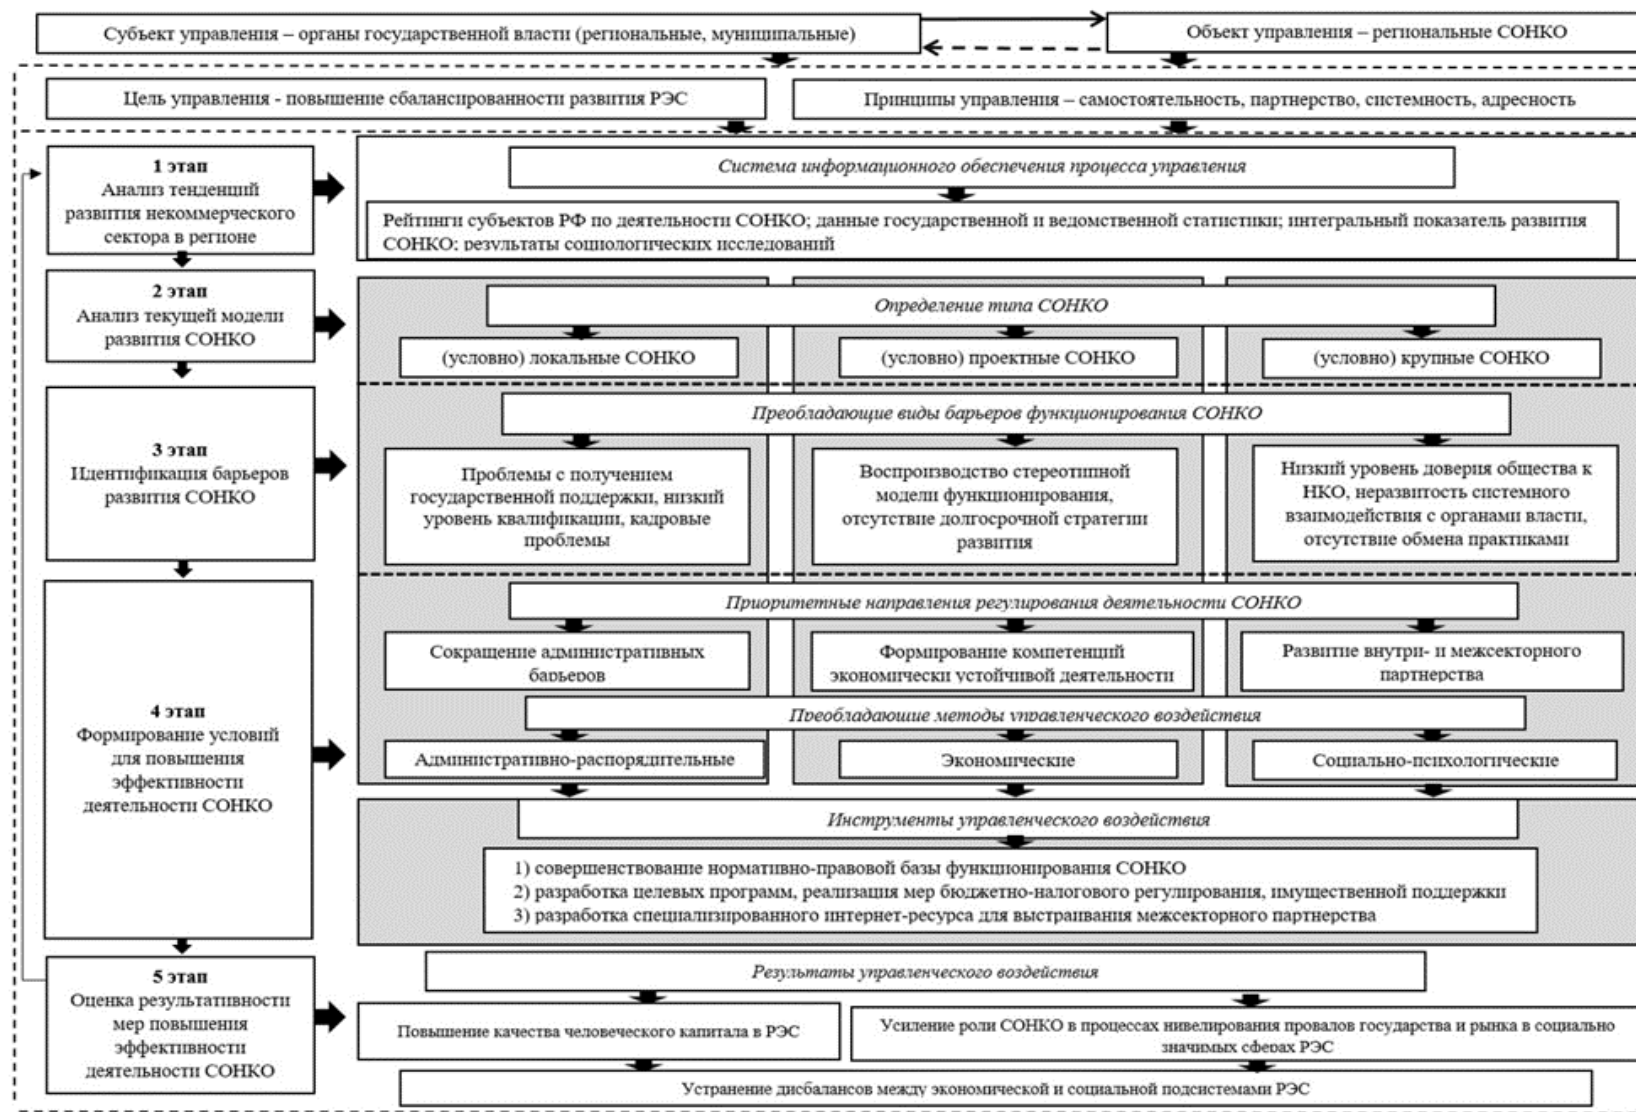 Субъект управления – органы государственной власти (региональные, муниципальные)
Объект управления – региональные СОНКО
Цель управления - повышение сбалансированности развития РЭС
Принципы управления – самостоятельность, партнерство, системность, адресность
1 этап
Анализ тенденций
развития некоммерческого
сектора в регионе
Система информационного обеспечения процесса управления
Рейтинги субъектов РФ по деятельности СОНКО; данные государственной и ведомственной статистики; интегральный показатель развития
СОНКО; результаты социологических исследований
2 этап
Анализ текущей модели
развития СОНКО
Определение типа СОНКО
(условно) локальные СОНКО
(условно) проектные СОНКО
(условно) крупные СОНКО
3 этап
Идентификация барьеров
развития СОНКО
Преобладающие виды барьеров функционирования СОНКО
Проблемы с получением
государственной поддержки, низкий
уровень квалификации, кадровые
проблемы
Воспроизводство стереотипной
модели функционирования,
отсутствие долгосрочной стратегии
развития
Низкий уровень доверия общества к
НКО, неразвитость системного
взаимодействия с органами власти,
отсутствие обмена практиками
4 этап
Формирование условий
для повышения
эффективности
деятельности СОНКО
Приоритетные направления регулирования деятельности СОНКО
Сокращение административных
барьеров
Формирование компетенций
экономически устойчивой деятельности
Развитие внутри- и межсекторного
партнерства
Преобладающие методы управленческого воздействия
Административно-распорядительные
Экономические
Социально-психологические
Инструменты управленческого воздействия
1) совершенствование нормативно-правовой базы функционирования СОНКО
2) разработка целевых программ, реализация мер бюджетно-налогового регулирования, имущественной поддержки
3) разработка специализированного интернет-ресурса для выстраивания межсекторного партнерства
5 этап
Оценка результативности
мер повышения
эффективности
деятельности СОНКО
Результаты управленческого воздействия
Повышение качества человеческого капитала в РЭС
Усиление роли СОНКО в процессах нивелирования провалов государства и рынка в социально
значимых сферах РЭС
Устранение дисбалансов между экономической и социальной подсистемами РЭС